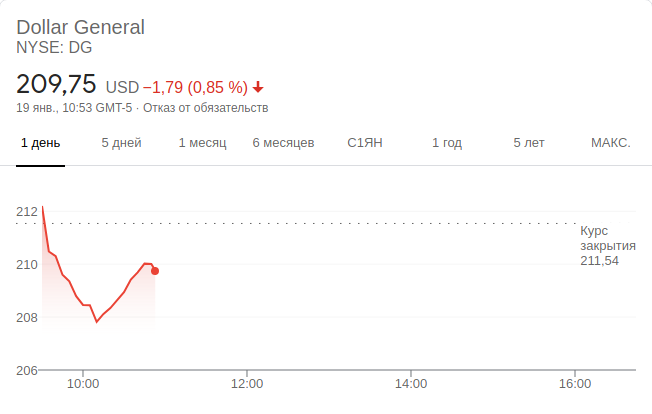 Dollar General
NYSE: DG
209,75 USD −1,79 (0,85 %)
19 янв., 10:53 GMT-5 · Отказ от обязательств
1 день 5 дней 1 месяц 6 месяцев С1ЯН 1 год 5 лет МАКС.
212
Курс
закрытия
211,54
210
208
206
10:00 12:00 14:00 16:00